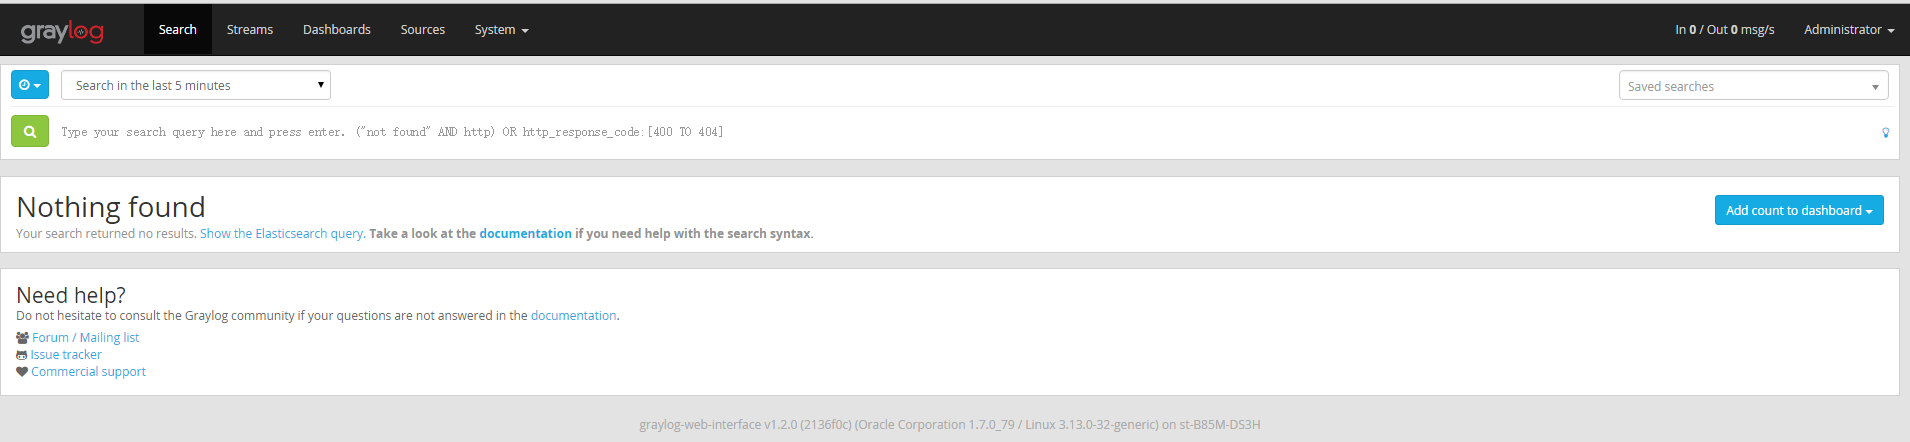 graylog Search Streams Dashboards Sources System In 0 / Out 0 msg/s Administrator
Search in the last 5 minutes Saved searches
Type your search query here and press enter. ("not found" AND http) OR http_response_code:[400 TO 404]
Nothing found
Add count to dashboard
Your search returned no results. Show the Elasticsearch query. Take a look at the documentation if you need help with the search syntax.
Need help?
Do not hesitate to consult the Graylog community if your questions are not answered in the documentation.
Forum / Mailing list
Issue tracker
Commercial support
graylog-web-interface v1.2.0 (2136f0c) (Oracle Corporation 1.7.0_79 / Linux 3.13.0-32-generic) on st-B85M-DS3H